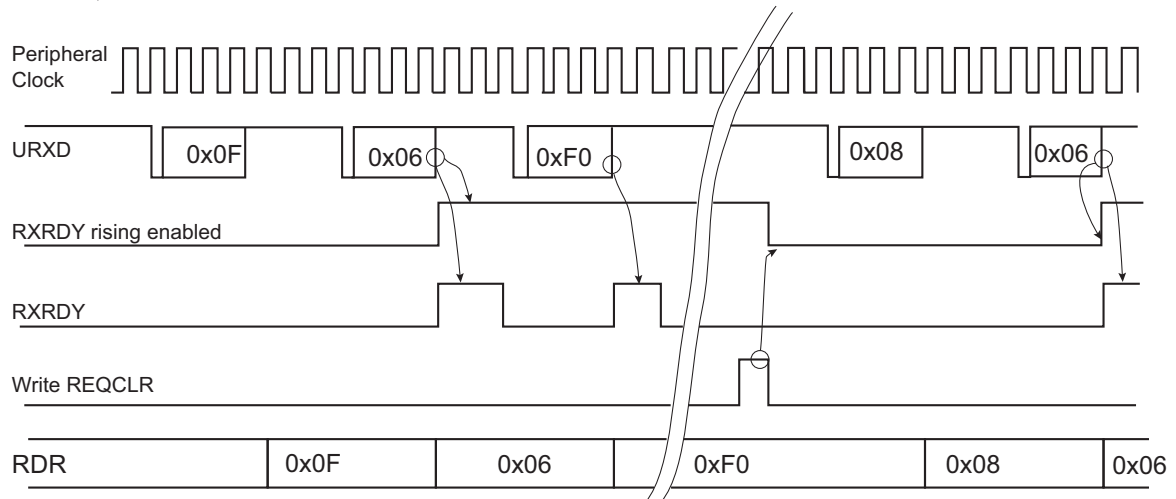 Peripheral
Clock
URXD
0x0F
0x06
0xF0
0x08
0x06
RXRDY rising enabled
RXRDY
Write REQCLR
RDR
0x0F
0x06
0xF0
0x08
0x06